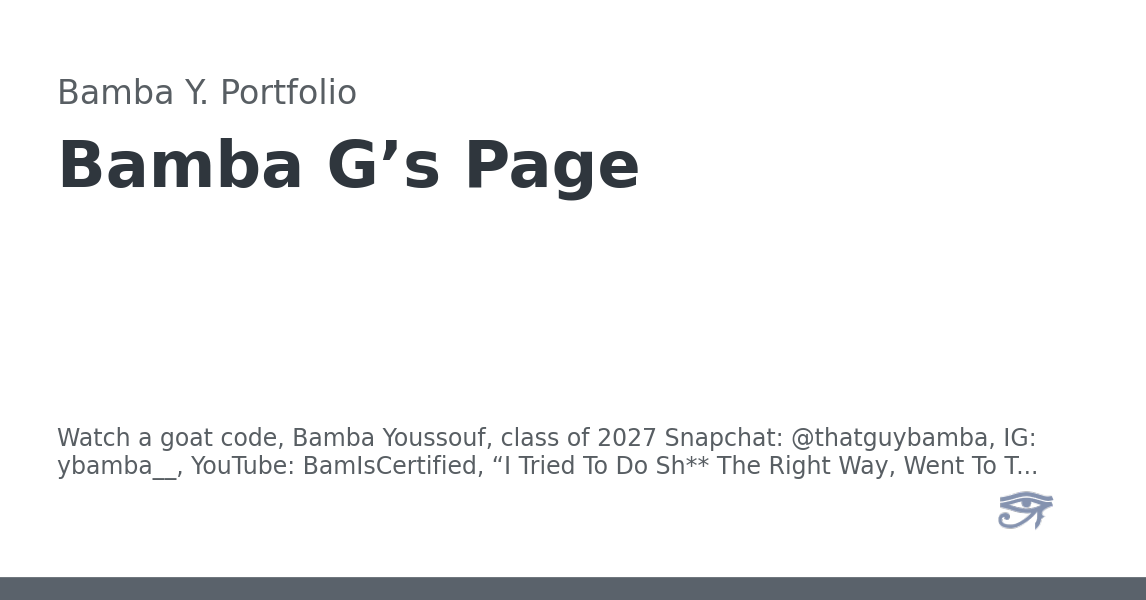 Bamba Y. Portfolio
Bamba G’s Page
Watch a goat code, Bamba Youssouf, class of 2027 Snapchat: @thatguybamba, IG:
ybamba__, YouTube: BamIsCertified, “I Tried To Do Sh** The Right Way, Went To T...